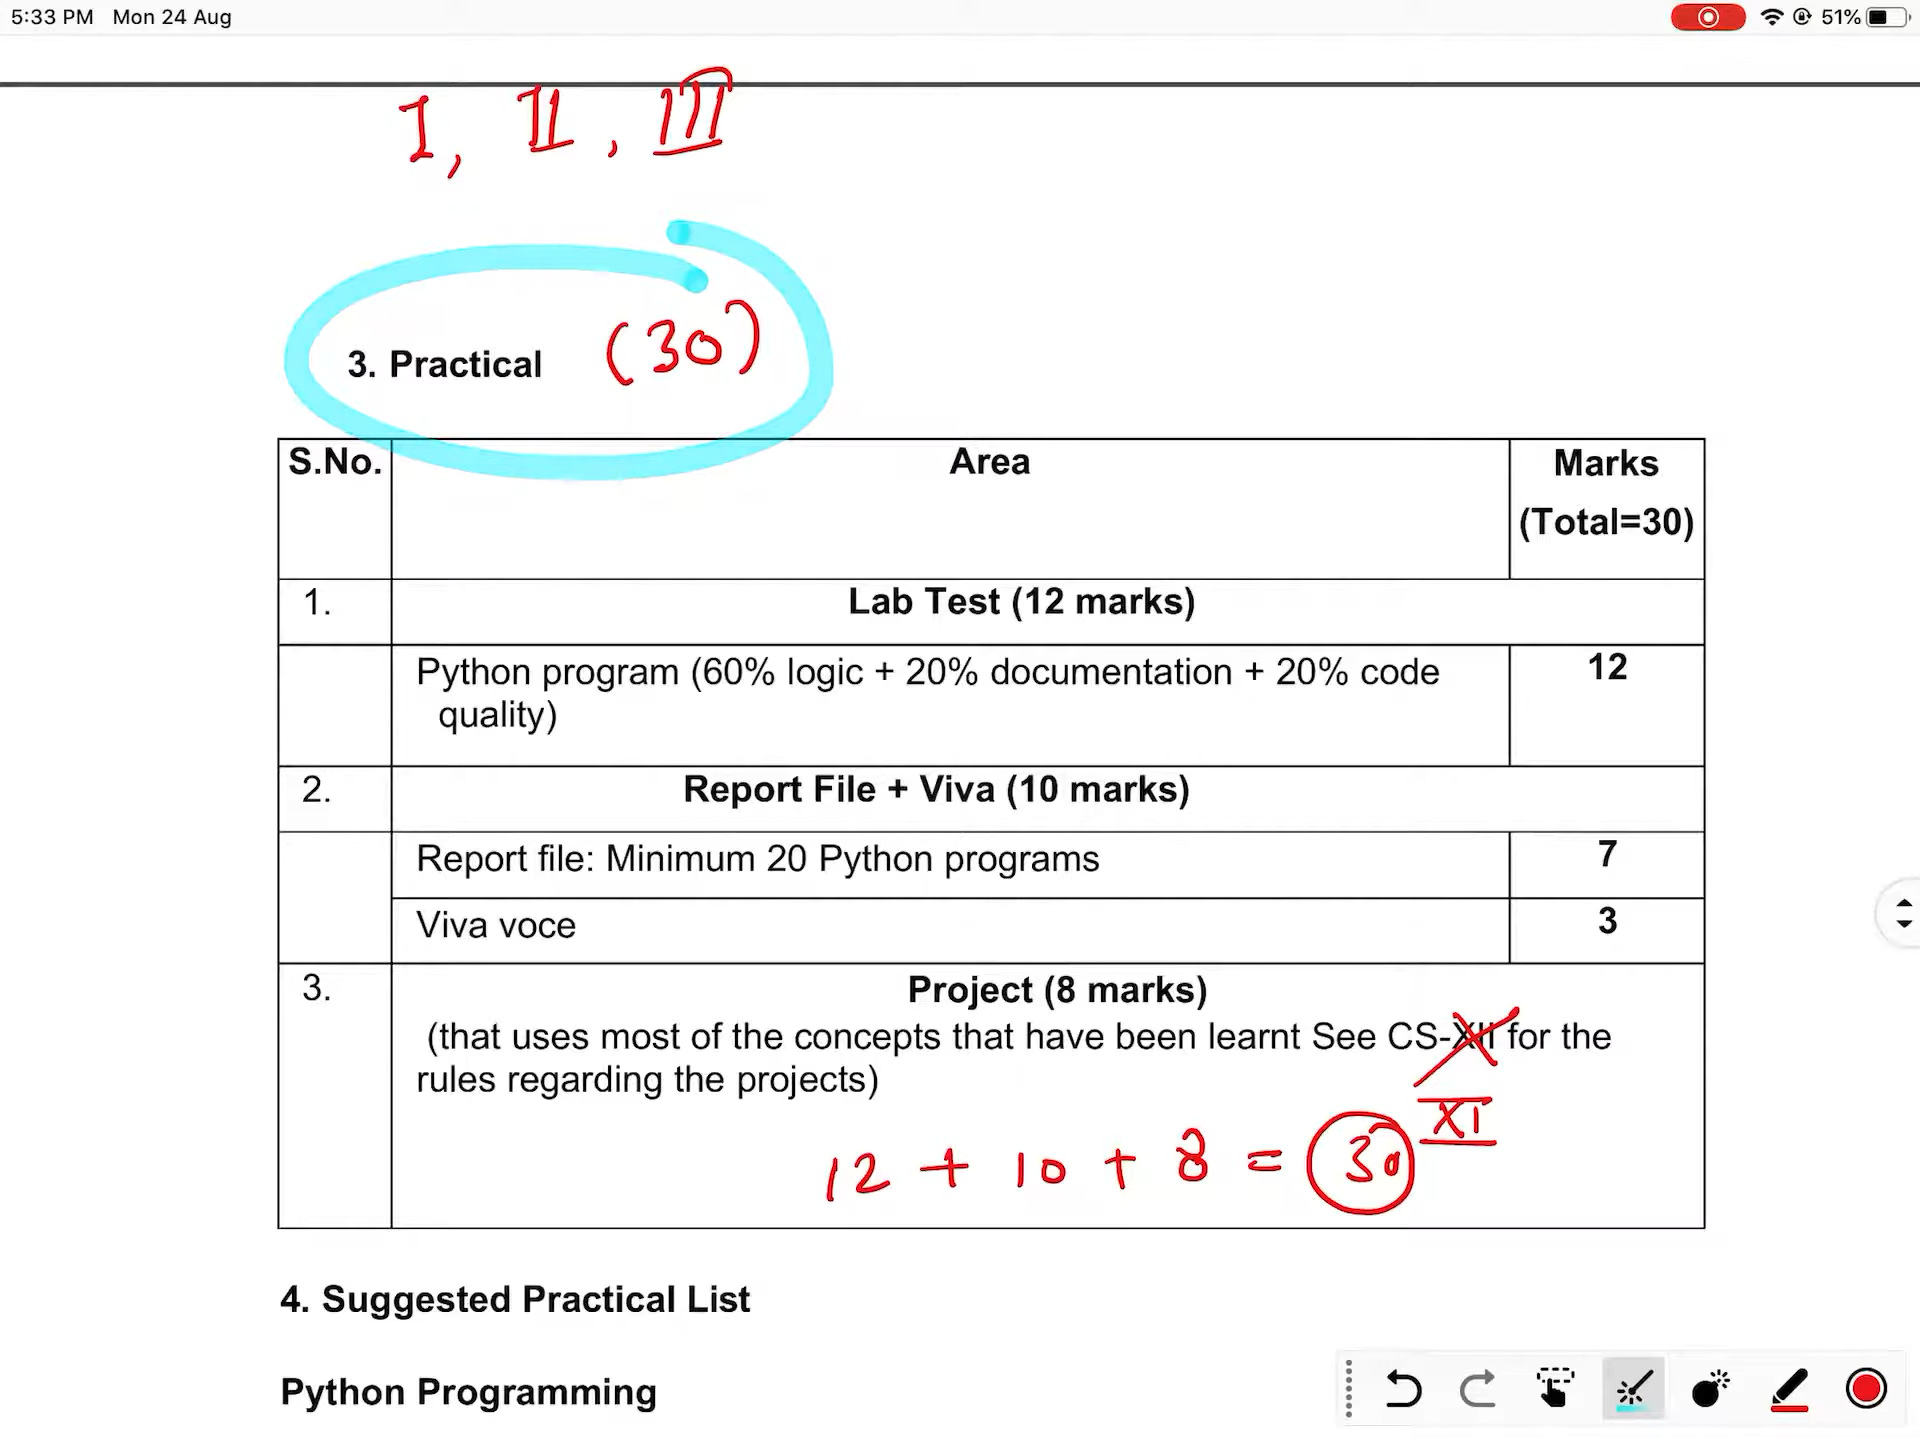 5:33 PM Mon 24 Aug 51%
I, II, III
3. Practical (30)
S.No. Area Marks
(Total=30)
1. Lab Test (12 marks)
Python program (60% logic + 20% documentation + 20% code 12
quality)
2. Report File + Viva (10 marks)
Report file: Minimum 20 Python programs 7
Viva voce 3
3. Project (8 marks)
(that uses most of the concepts that have been learnt See CS-XII for the
rules regarding the projects)
XI
12 + 10 + 8 = 30
4. Suggested Practical List
Python Programming